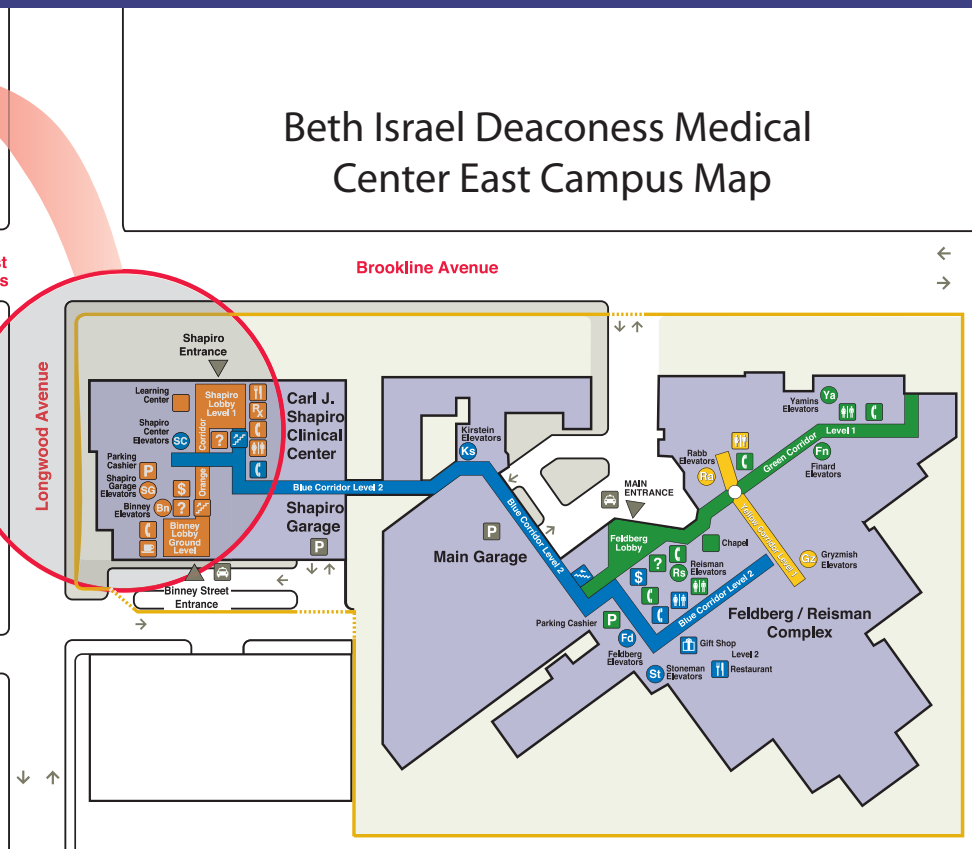 Beth Israel Deaconess Medical
Center East Campus Map
Brookline Avenue
st
s
Longwood Avenue
Shapiro
Entrance
Learning
Center
Shapiro
Lobby
Level 1
Carl J.
Shapiro
Clinical
Center
Shapiro
Center
Elevators
SC
Corridor
Orange
Rx
?
Parking
Cashier
P
Shapiro
Garage
Elevators
SG
$
Binney
Elevators
Bn
?
Binney
Lobby
Ground
Level
Blue Corridor Level 2
Shapiro
Garage
P
Binney Street
Entrance
Kirstein
Elevators
Ks
P
Main Garage
Blue Corridor Level 2
MAIN
ENTRANCE
Feldberg
Lobby
Yamins
Elevators
Ya
Level 1
Green Corridor
Fn
Finard
Elevators
Rabb
Elevators
Ra
Yellow Corridor Level 1
Chapel
?
Reisman
Elevators
Rs
$
Gz
Gryzmish
Elevators
Blue Corridor Level 2
Feldberg / Reisman
Complex
Parking Cashier
P
Fd
Feldberg
Elevators
Gift Shop
St
Stoneman
Elevators
Level 2
Restaurant